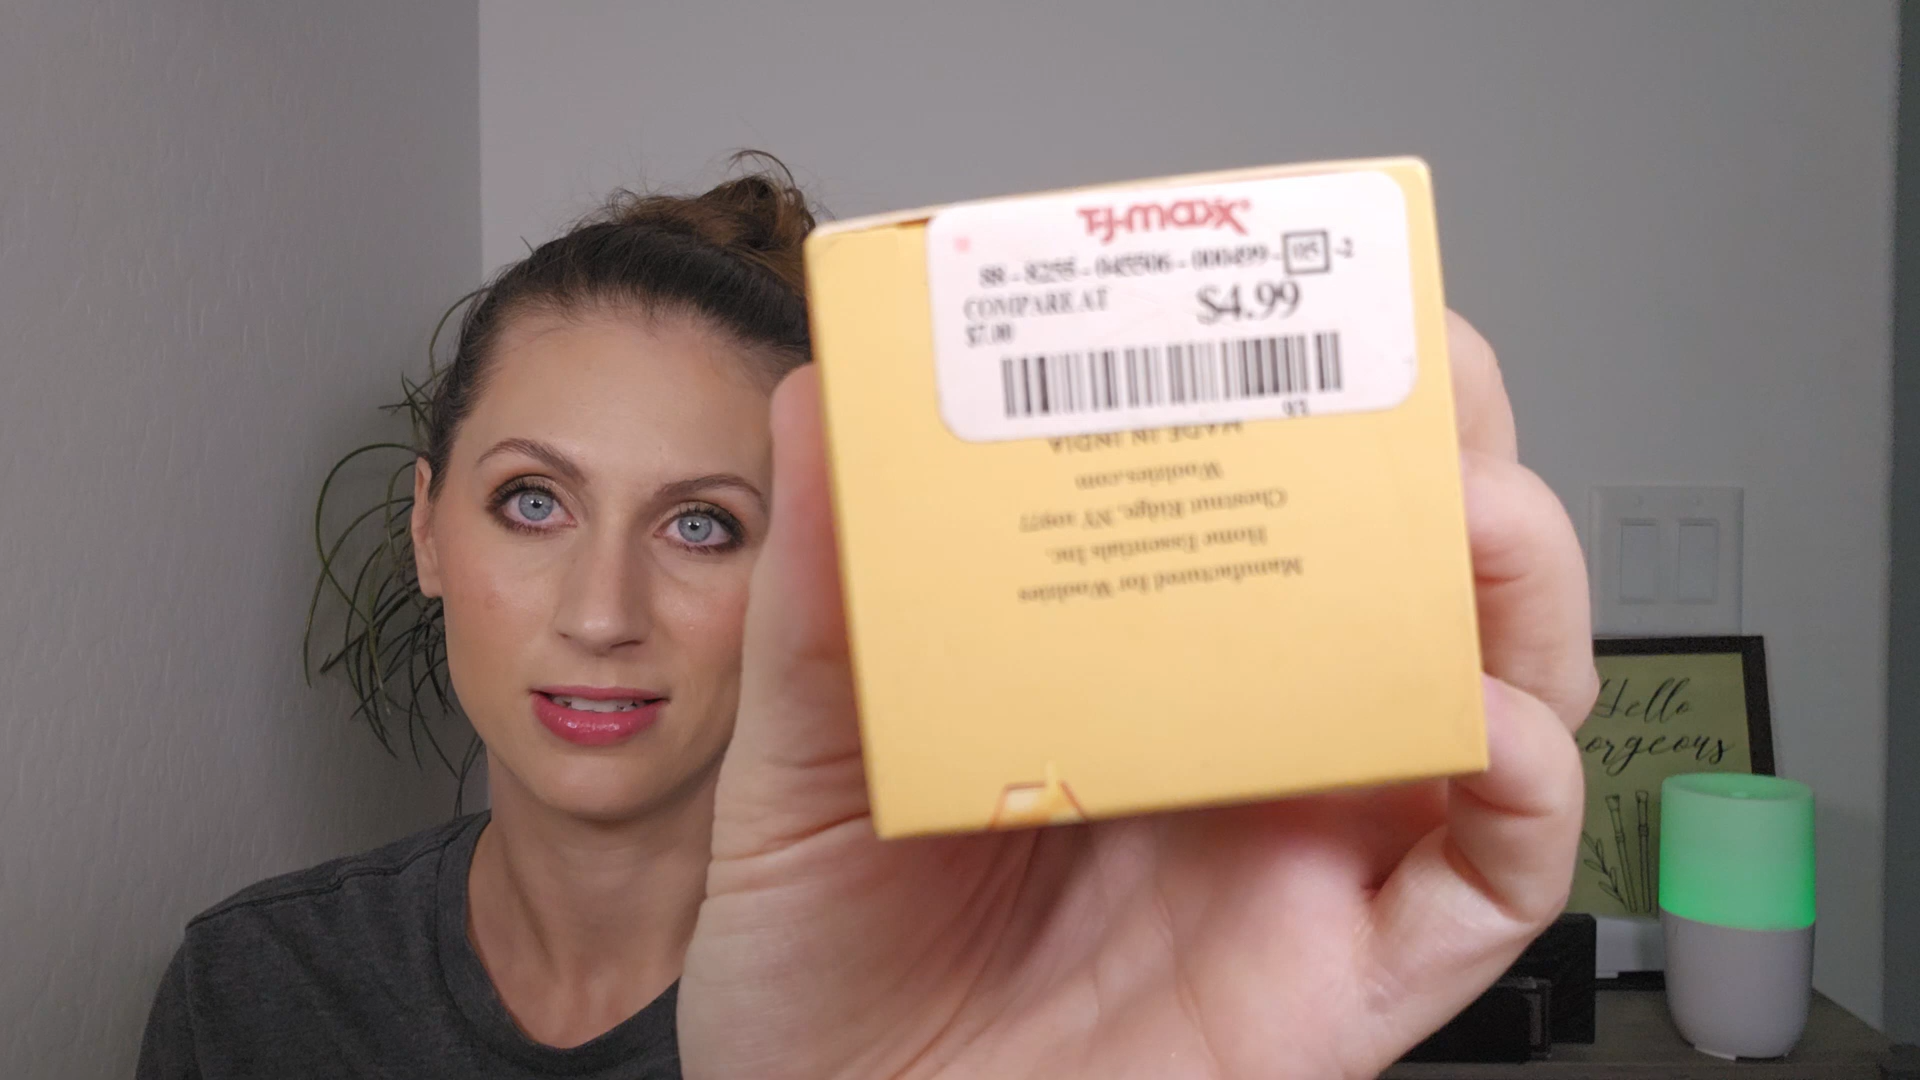 T.J.maxx®
88 - 8255 - 045506 - 000499 - 05 - 2
COMPARE AT
$7.00
$4.99
MADE IN INDIA
Woolzies.com
Chestnut Ridge, NY 10977
Home Essentials Inc.
Manufactured for Woolzies
Hello
gorgeous